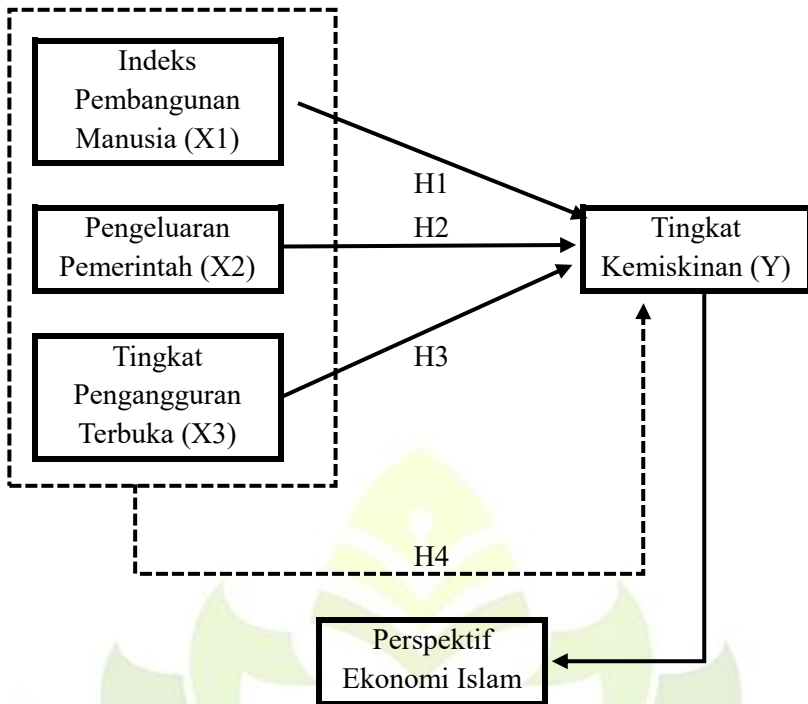 Indeks
Pembangunan
Manusia (X1)
H1
Pengeluaran
Pemerintah (X2)
H2
Tingkat
Kemiskinan (Y)
Tingkat
Pengangguran
Terbuka (X3)
H3
H4
Perspektif
Ekonomi Islam